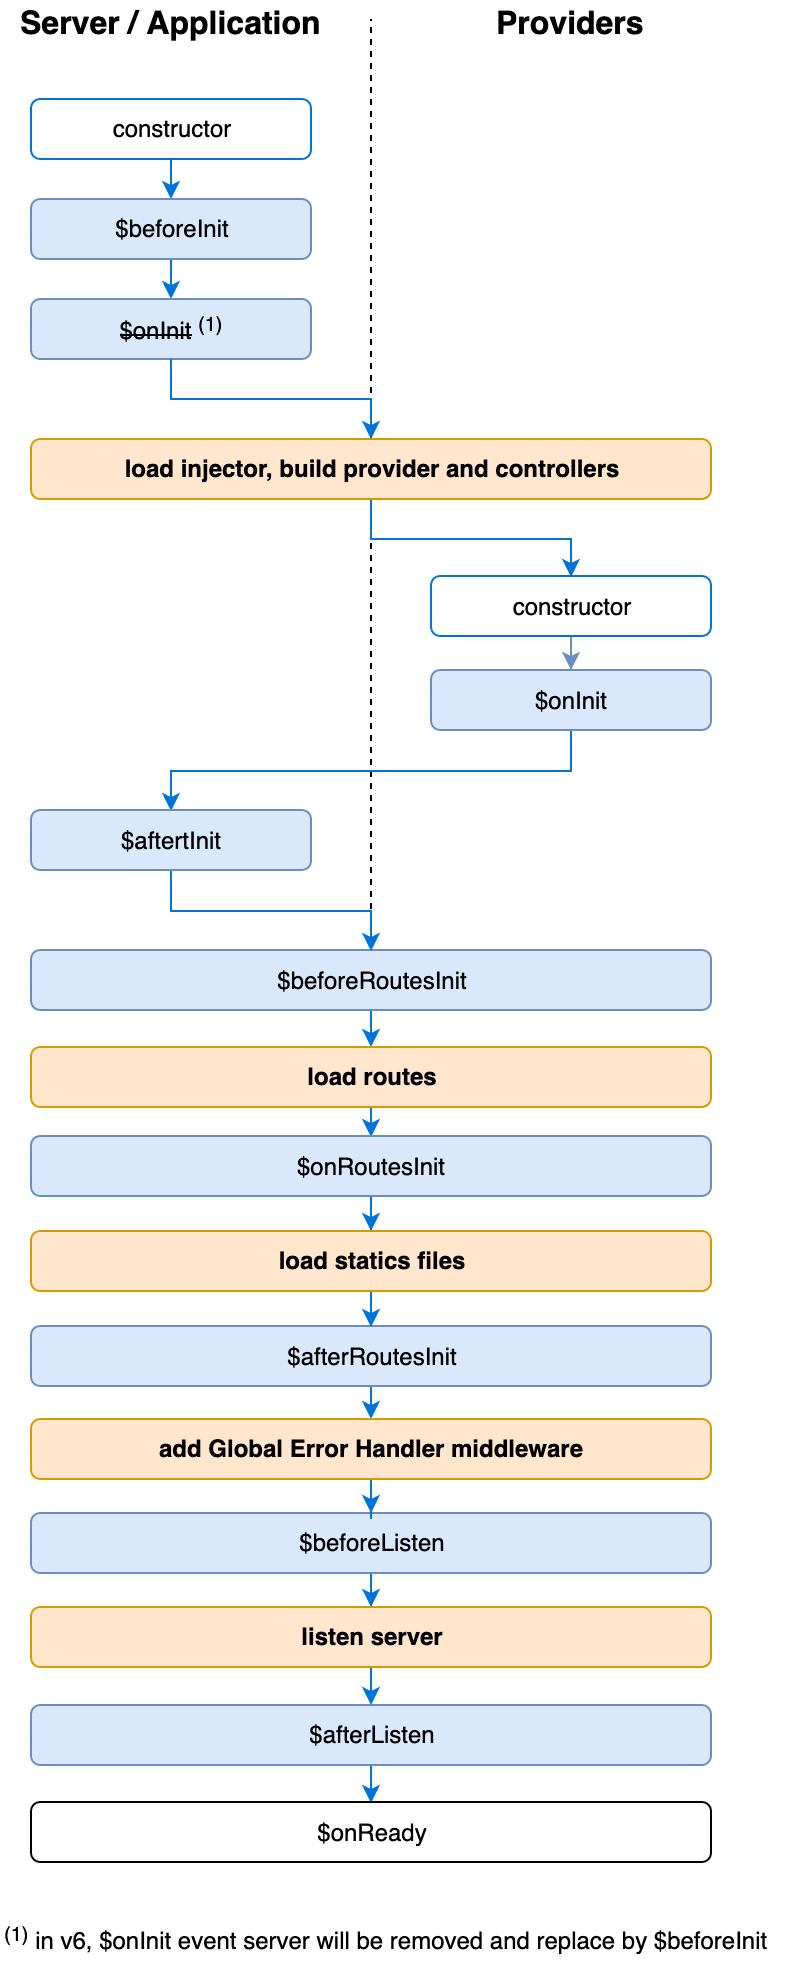 Server / Application
Providers
constructor
$beforeInit
$onInit (1)
load injector, build provider and controllers
constructor
$onInit
$aftertInit
$beforeRoutesInit
load routes
$onRoutesInit
load statics files
$afterRoutesInit
add Global Error Handler middleware
$beforeListen
listen server
$afterListen
$onReady
(1) in v6, $onInit event server will be removed and replace by $beforeInit